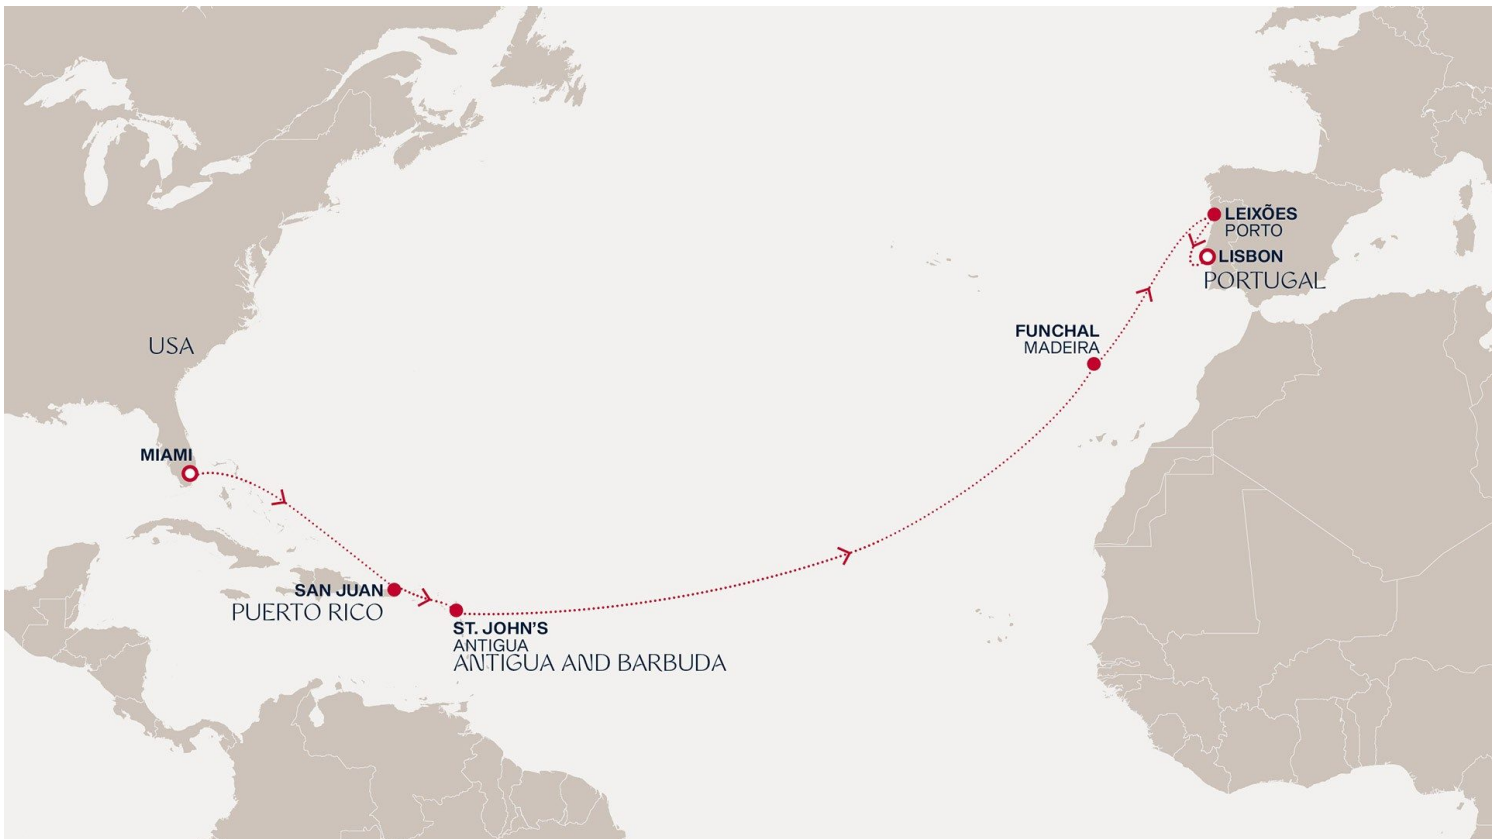 LEIXÕES
PORTO
LISBON
PORTUGAL
FUNCHAL
MADEIRA
USA
MIAMI
SAN JUAN
PUERTO RICO
ST. JOHN'S
ANTIGUA
ANTIGUA AND BARBUDA